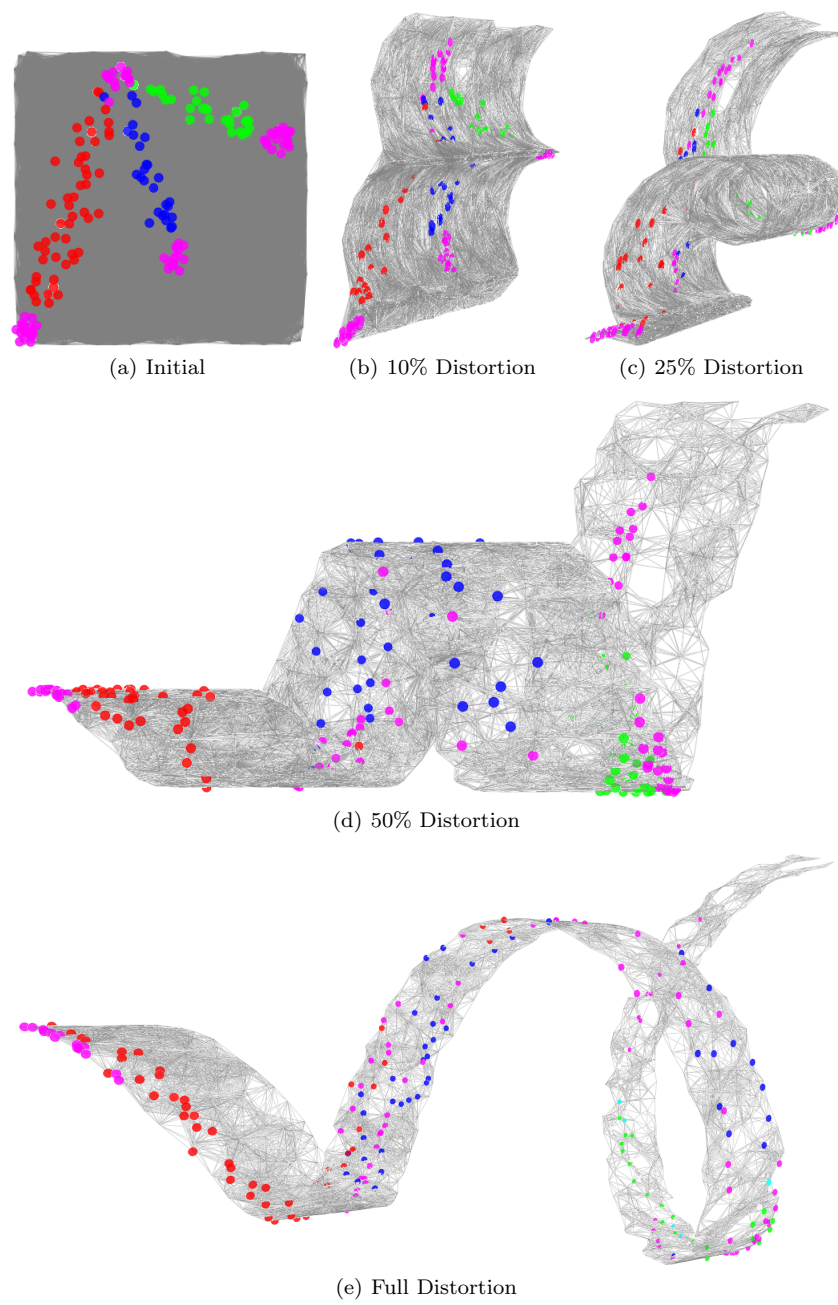 (a) Initial
(b) 10% Distortion
(c) 25% Distortion
(d) 50% Distortion
(e) Full Distortion